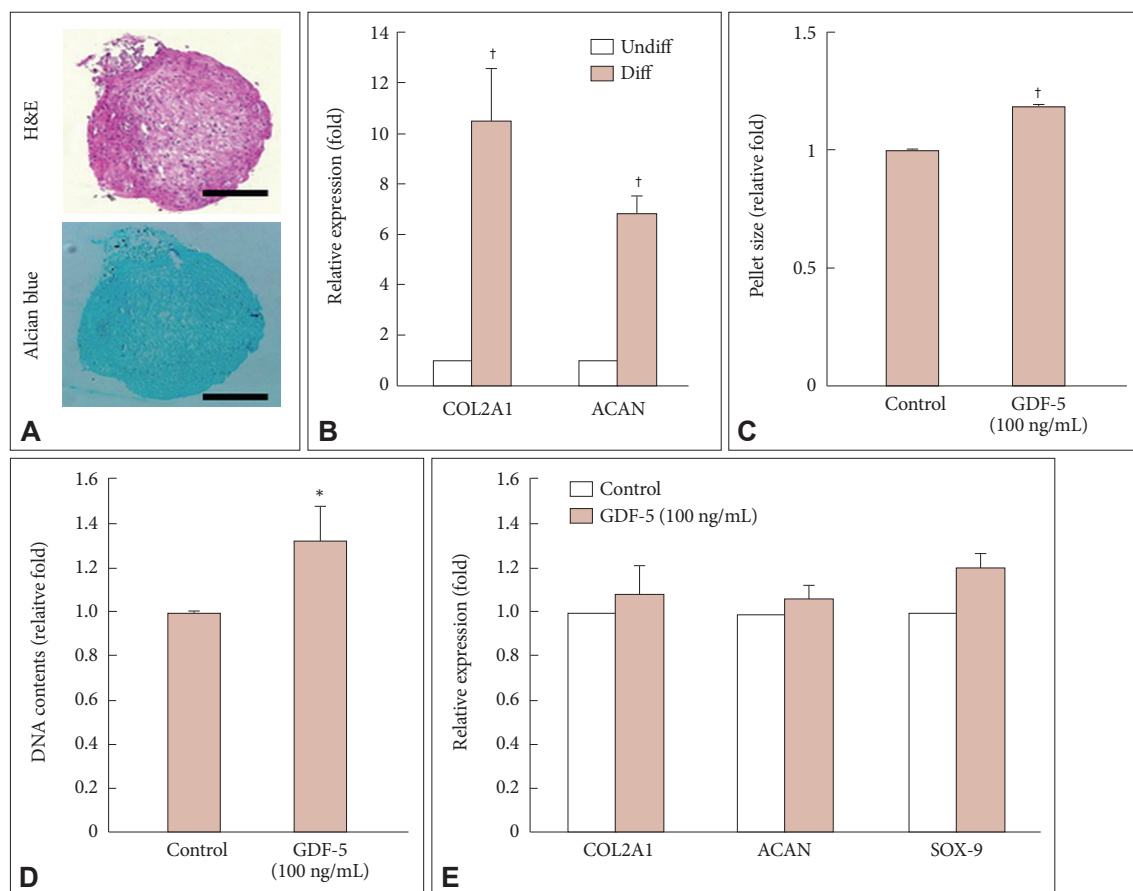 H&E
Alcian blue
A
14
12
10
8
6
4
2
0
Relative expression (fold)
†
†
Undiff
Diff
COL2A1
ACAN
B
1.5
1
0.5
0
Pellet size (relative fold)
†
Control
GDF-5
(100 ng/mL)
C
1.6
1.4
1.2
1.0
0.8
0.6
0.4
0.2
0
DNA contents (relaitve fold)
*
Control
GDF-5
(100 ng/mL)
D
1.6
1.4
1.2
1.0
0.8
0.6
0.4
0.2
0
Relative expression (fold)
Control
GDF-5 (100 ng/mL)
COL2A1
ACAN
SOX-9
E